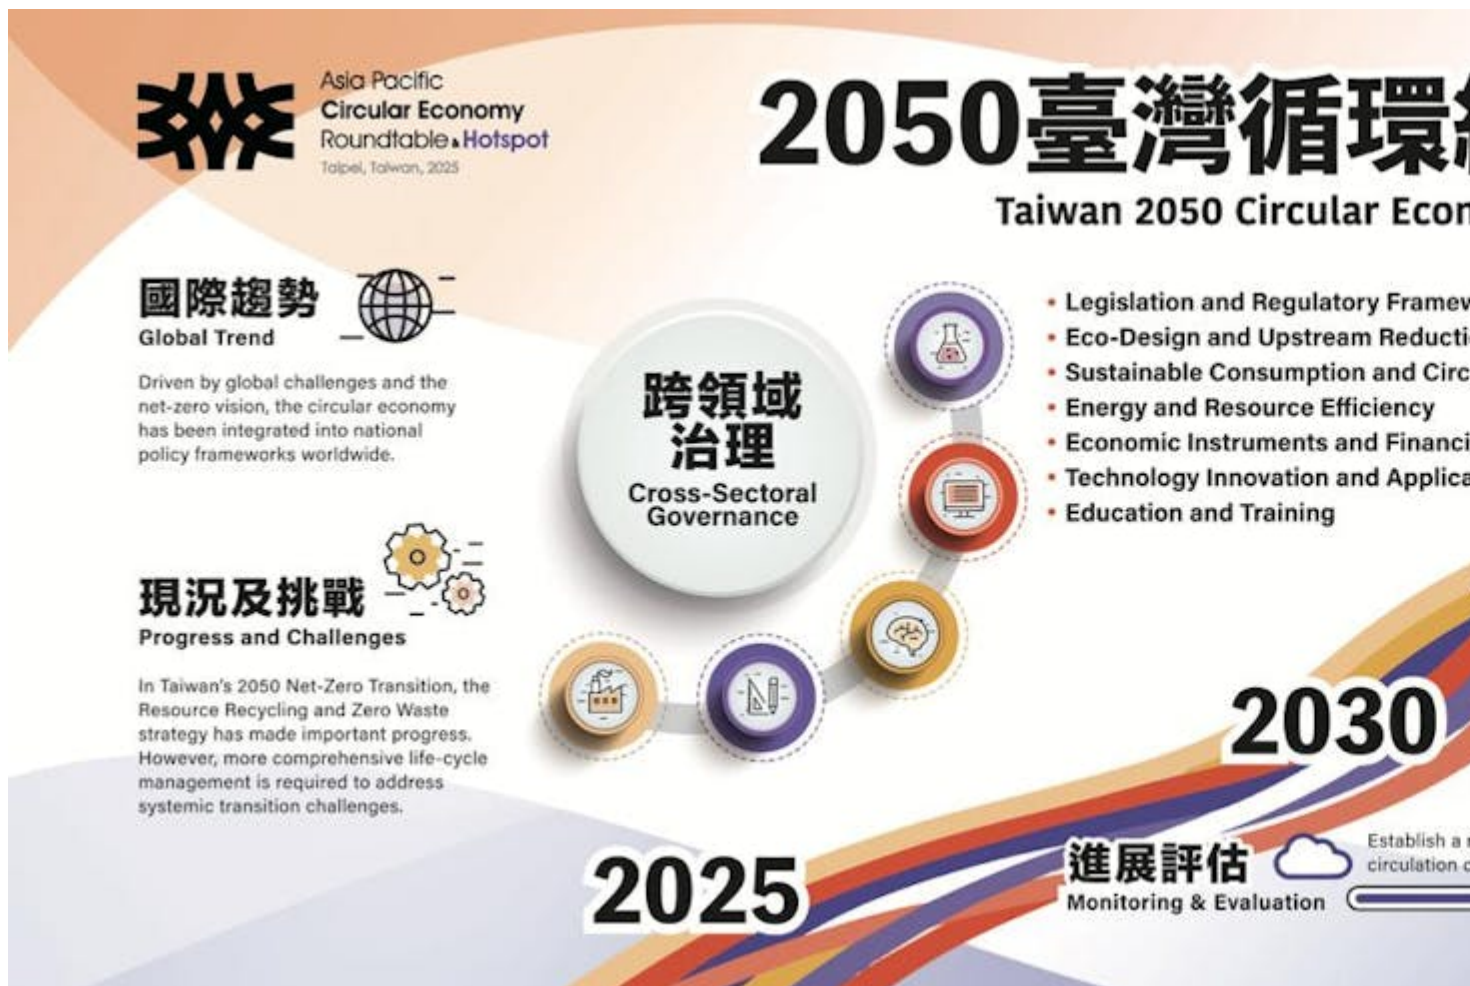 Asia Pacific
Circular Economy
Roundtable & Hotspot
Taipei, Taiwan, 2025
2050臺灣循環
Taiwan 2050 Circular
國際趨勢
Global Trend
Driven by global challenges and the
net-zero vision, the circular economy
has been integrated into national
policy frameworks worldwide.
現況及挑戰
Progress and Challenges
In Taiwan's 2050 Net-Zero Transition, the
Resource Recycling and Zero Waste
strategy has made important progress.
However, more comprehensive life-cycle
management is required to address
systemic transition challenges.
跨領域
治理
Cross-Sectoral
Governance
• Legislation and Regulatory
• Eco-Design and Upstream
• Sustainable Consumption and
• Energy and Resource Efficiency
• Economic Instruments and
• Technology Innovation and
• Education and Training
2030
2025
進展評估
Monitoring & Evaluation
Establish a
circulation